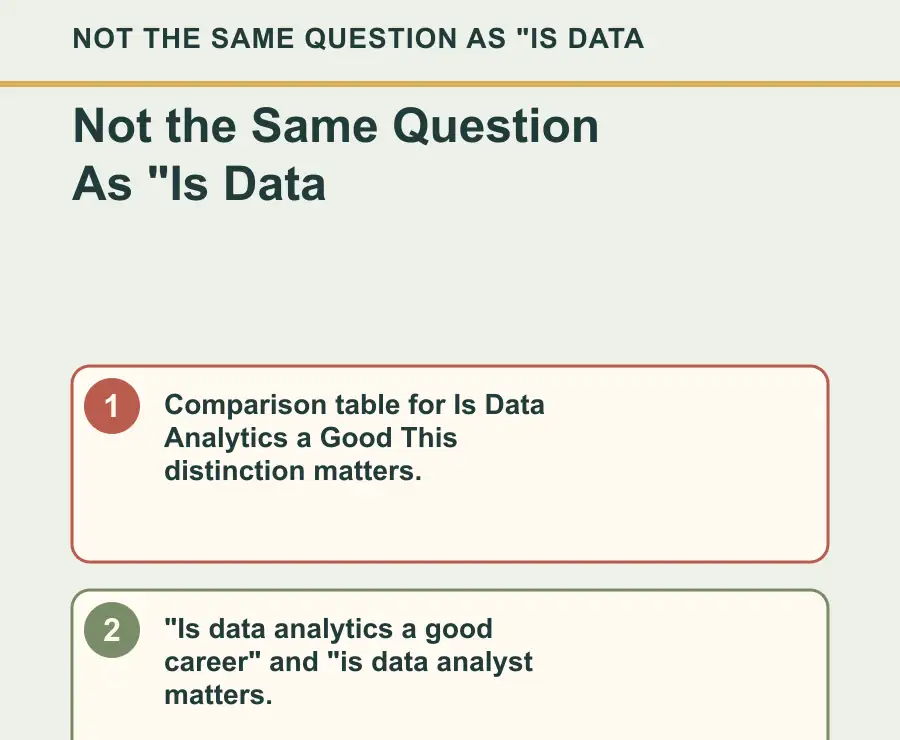 NOT THE SAME QUESTION AS "IS DATA
Not the Same Question
As "Is Data
1
Comparison table for Is Data
Analytics a Good This
distinction matters.
2
"Is data analytics a good
career" and "is data analyst
matters.